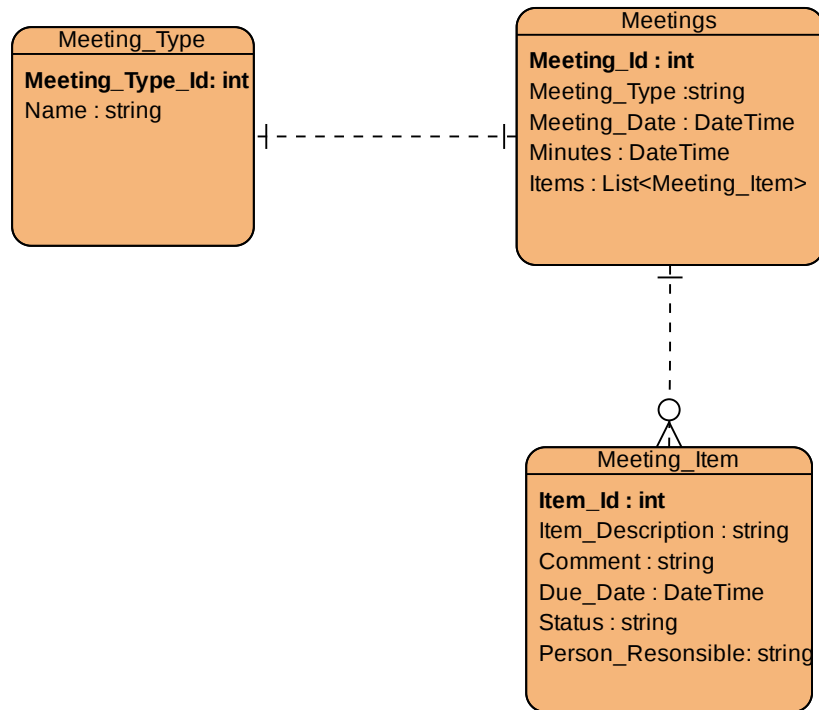 Meeting_Type
Meeting_Type_Id: int
Name : string
Meetings
Meeting_Id : int
Meeting_Type :string
Meeting_Date : DateTime
Minutes : DateTime
Items : List<Meeting_Item>
Meeting_Item
Item_Id : int
Item_Description : string
Comment : string
Due_Date : DateTime
Status : string
Person_Resonsible: string